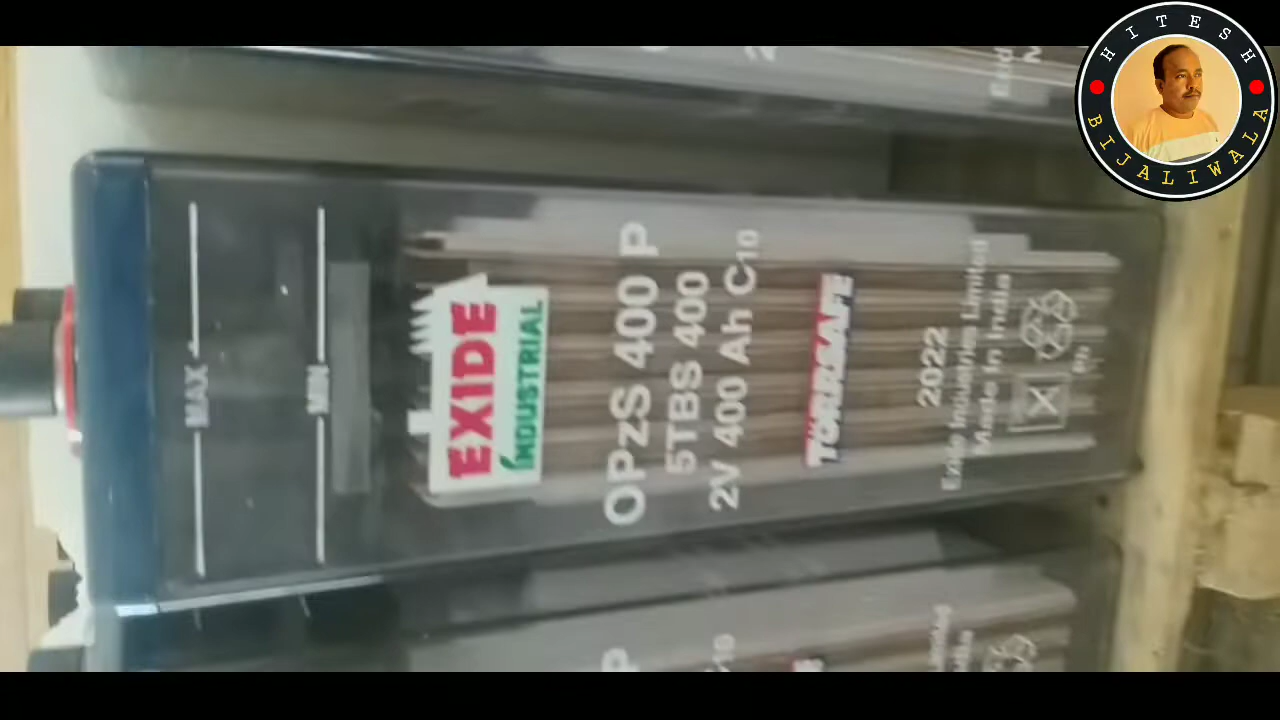 HITESH
BIJALIWALA
MAX
MIN
EXIDE
INDUSTRIAL
OPzS 400 P
5TBS 400
2V 400 Ah C10
TORRSAFE
2022
Exide Industries Limited
Made in India
Pb